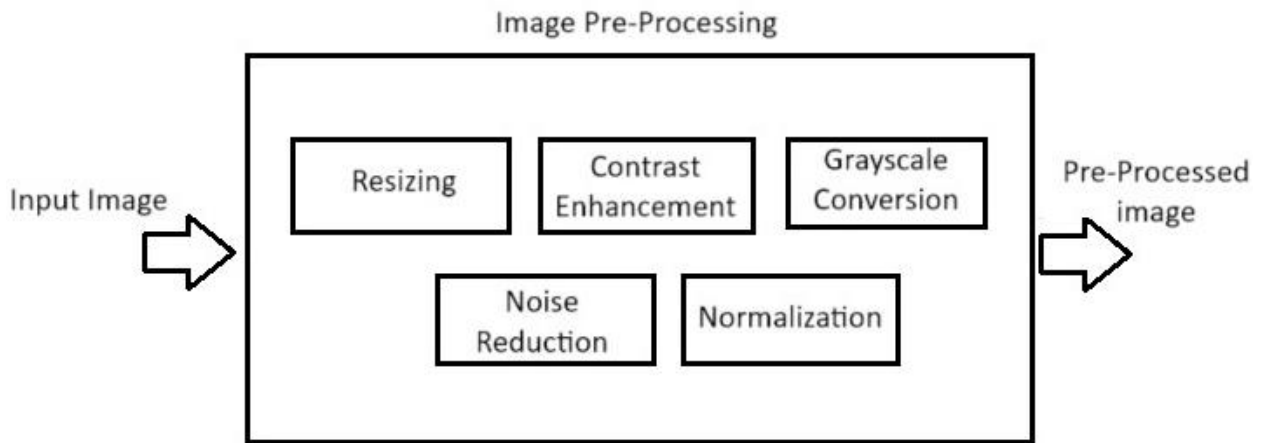 Image Pre-Processing
Resizing
Contrast
Enhancement
Grayscale
Conversion
Input Image
Pre-Processed
image
Noise
Reduction
Normalization